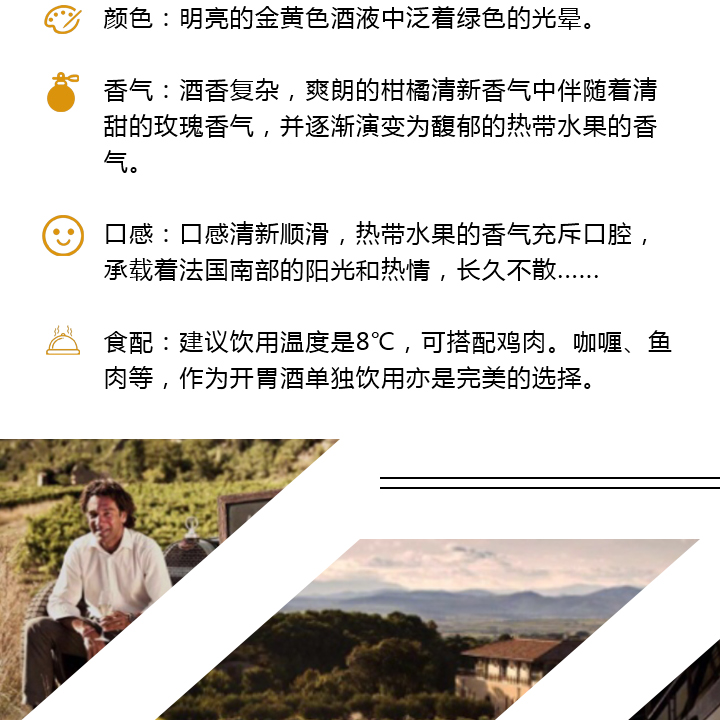 颜色：明亮的金黄色酒液中泛着绿色的光晕。
香气：酒香复杂，爽朗的柑橘清新香气中伴随着清
甜的玫瑰香气，并逐渐演变为馥郁的热带水果的香
气。
口感：口感清新顺滑，热带水果的香气充斥口腔，
承载着法国南部的阳光和热情，长久不散......
食配：建议饮用温度是8℃，可搭配鸡肉。咖喱、鱼
肉等，作为开胃酒单独饮用亦是完美的选择。